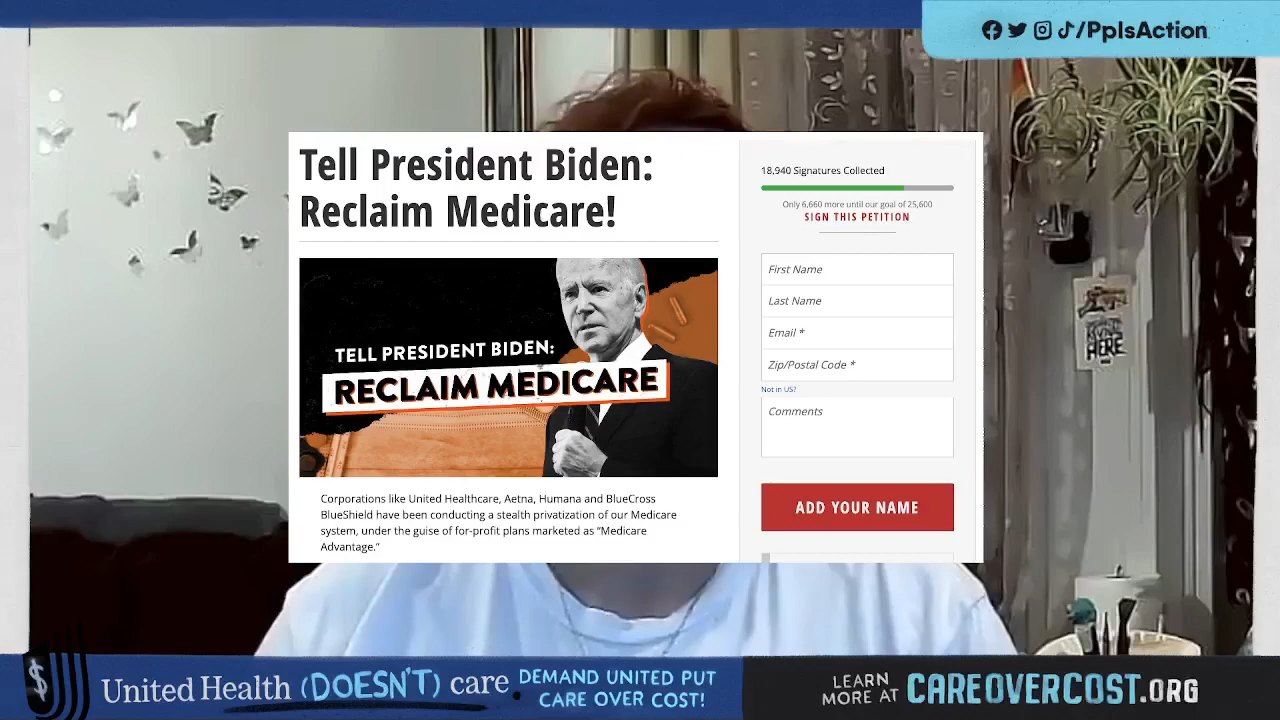 /PplsAction
Tell President Biden:
Reclaim Medicare!
TELL PRESIDENT BIDEN:
RECLAIM MEDICARE
Corporations like United Healthcare, Aetna, Humana and BlueCross
BlueShield have been conducting a stealth privatization of our Medicare
system, under the guise of for-profit plans marketed as “Medicare
Advantage.”
18,940 Signatures Collected
Only 6,660 more until our goal of 25,600
SIGN THIS PETITION
First Name
Last Name
Email *
Zip/Postal Code *
Not in US?
Comments
ADD YOUR NAME
HERE
$
United Health (DOESN'T) care.
DEMAND UNITED PUT
CARE OVER COST!
LEARN
MORE AT
CAREOVERCOST.ORG